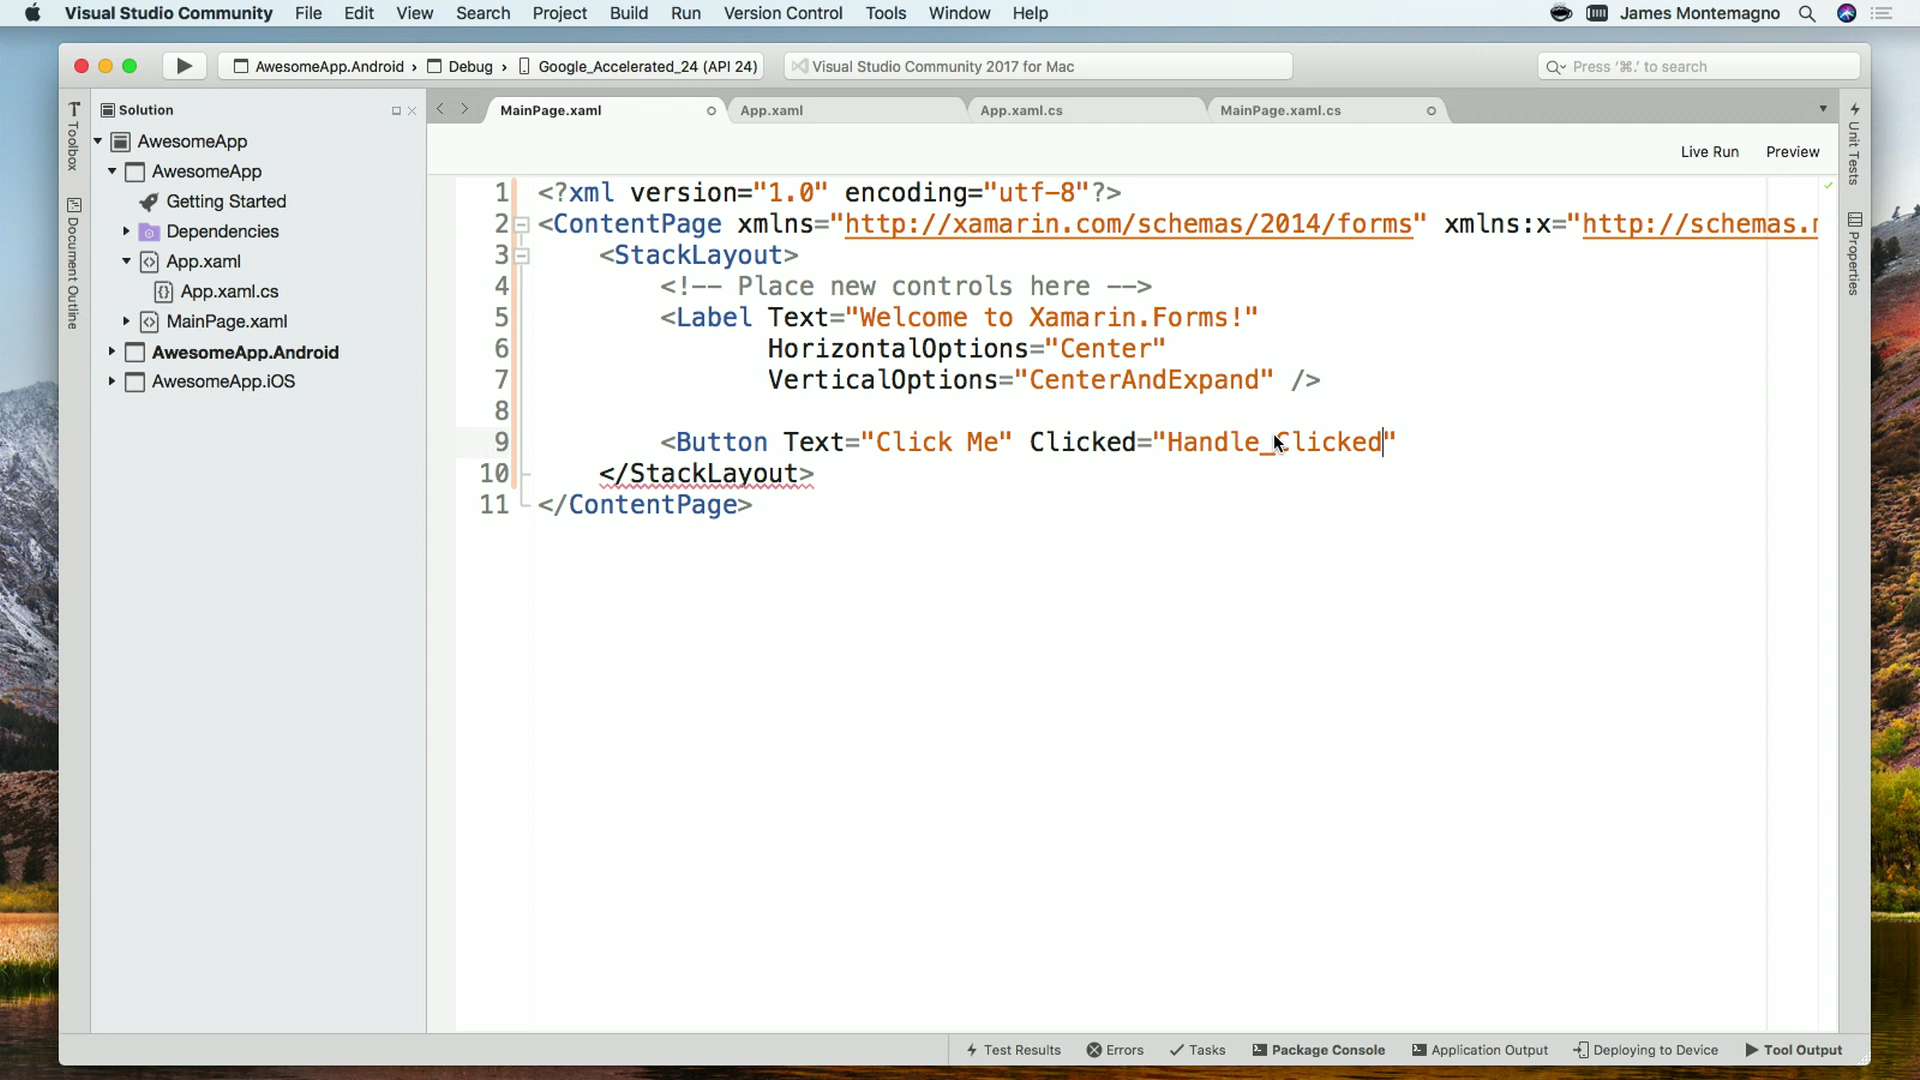 Visual Studio Community File Edit View Search Project Build Run Version Control Tools Window Help James Montemagno
AwesomeApp.Android › Debug › Google_Accelerated_24 (API 24) Visual Studio Community 2017 for Mac Press ‘⌘.’ to search
Toolbox
Document Outline
Solution
AwesomeApp
AwesomeApp
Getting Started
Dependencies
App.xaml
App.xaml.cs
MainPage.xaml
AwesomeApp.Android
AwesomeApp.iOS
MainPage.xaml App.xaml App.xaml.cs MainPage.xaml.cs
Live Run Preview
1 <?xml version="1.0" encoding="utf-8"?>
2 <ContentPage xmlns="http://xamarin.com/schemas/2014/forms" xmlns:x="http://schemas.
3 <StackLayout>
4 <!-- Place new controls here -->
5 <Label Text="Welcome to Xamarin.Forms!"
6 HorizontalOptions="Center"
7 VerticalOptions="CenterAndExpand" />
8
9 <Button Text="Click Me" Clicked="Handle_Clicked"
10 </StackLayout>
11 </ContentPage>
Unit Tests
Properties
Test Results Errors Tasks Package Console Application Output Deploying to Device Tool Output